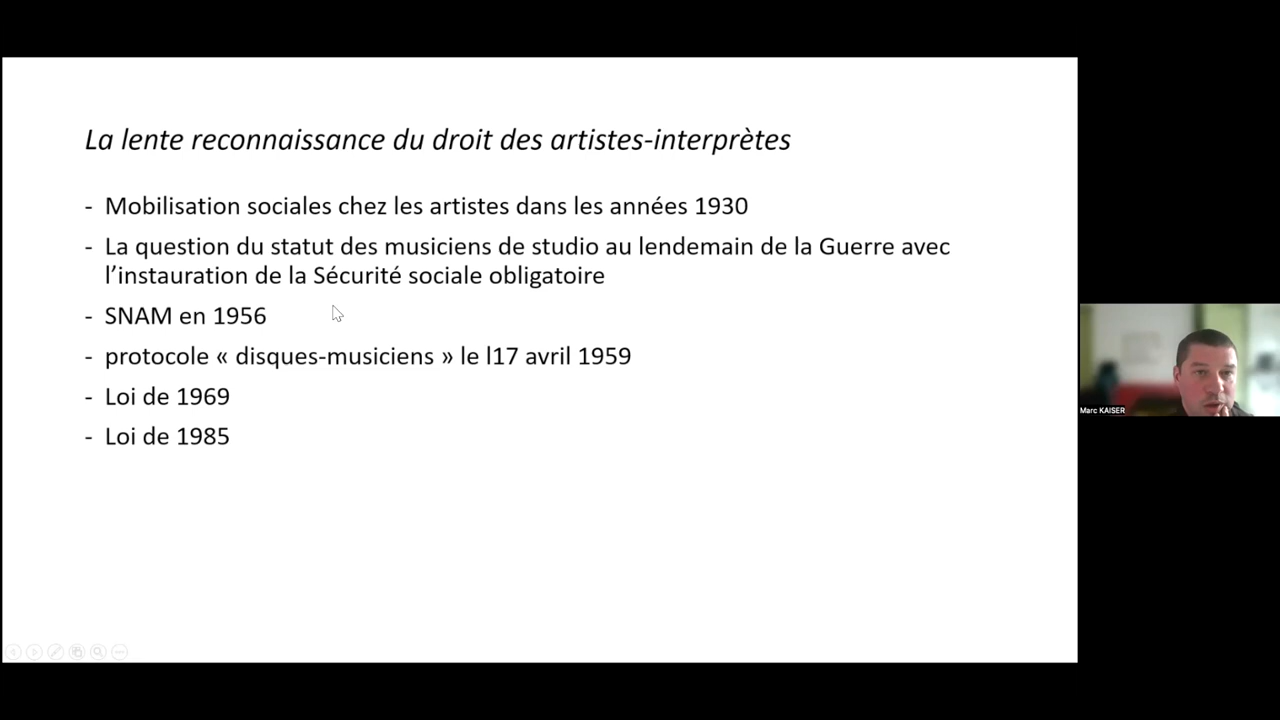 La lente reconnaissance du droit des artistes-interprètes
- Mobilisation sociales chez les artistes dans les années 1930
- La question du statut des musiciens de studio au lendemain de la Guerre avec
l’instauration de la Sécurité sociale obligatoire
- SNAM en 1956
- protocole « disques-musiciens » le l17 avril 1959
- Loi de 1969
- Loi de 1985
Marc KAISER